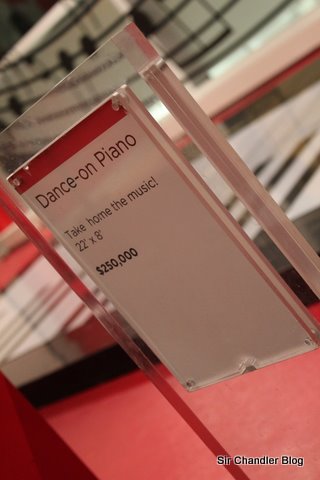 Dance-on Piano
Take home the music!
22' x 8'
$250,000
Sir Chandler Blog